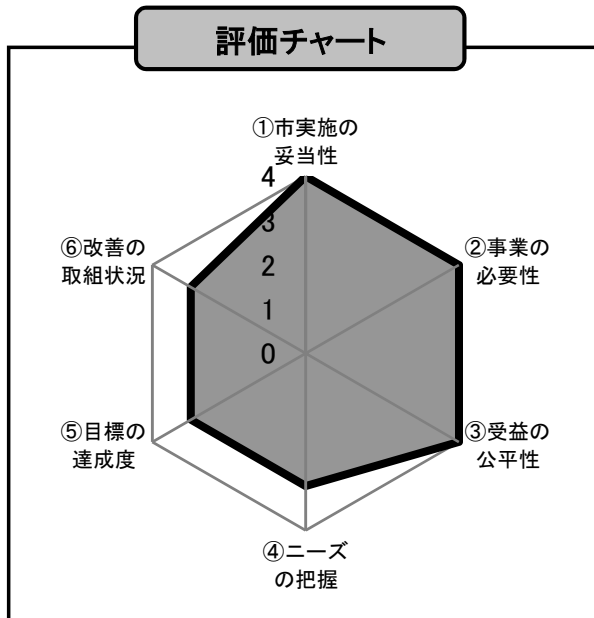 評価チャート
①市実施の
妥当性
4
3
2
1
0
②事業の
必要性
③受益の
公平性
④ニーズ
の把握
⑤目標の
達成度
⑥改善の
取組状況